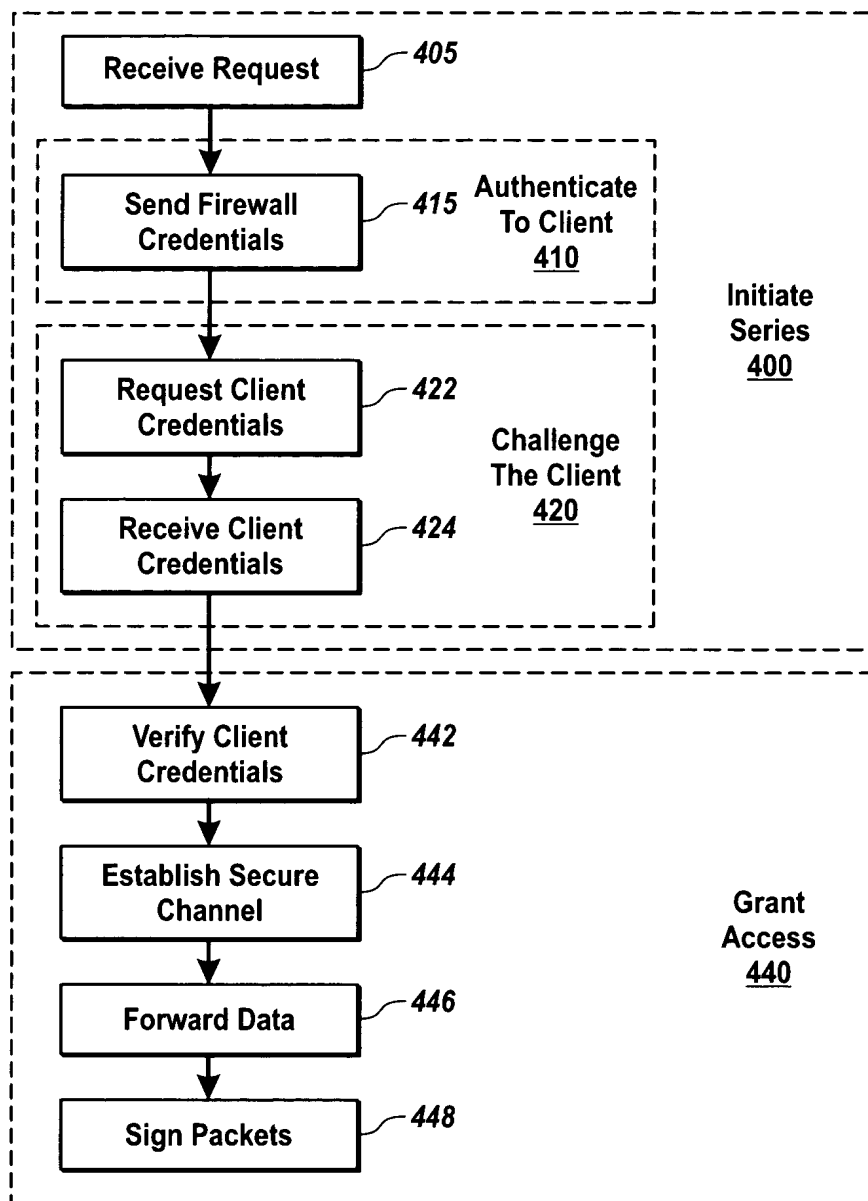 Receive Request
405
Send Firewall
Credentials
415
Authenticate
To Client
410
Initiate
Series
400
Request Client
Credentials
422
Challenge
The Client
420
Receive Client
Credentials
424
Verify Client
Credentials
442
Establish Secure
Channel
444
Grant
Access
440
Forward Data
446
Sign Packets
448